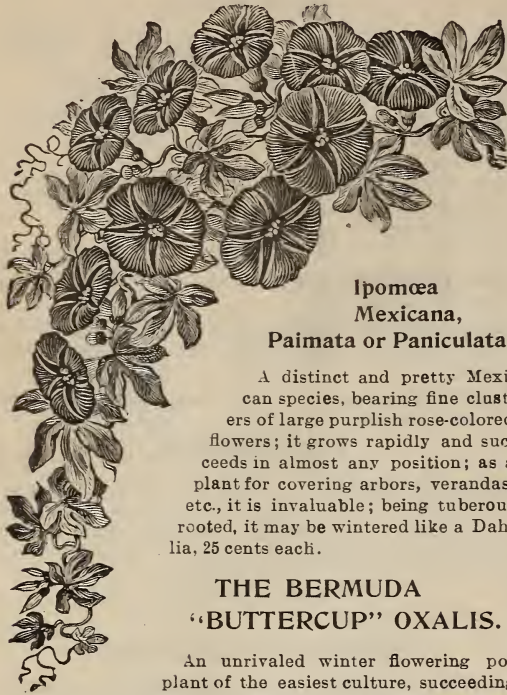 Ipomœa
Mexicana,
Paimata or Paniculata
A distinct and pretty Mexi
can species, bearing fine clust
ers of large purplish rose-colored
flowers; it grows rapidly and suc
ceeds in almost any position; as a
plant for covering arbors, verandas
etc., it is invaluable; being tuberou
rooted, it may be wintered like a Dah
lia, 25 cents each.
THE BERMUDA
"BUTTERCUP" OXALIS.
An unrivaled winter flowering po
plant of the easiest culture, succeeding